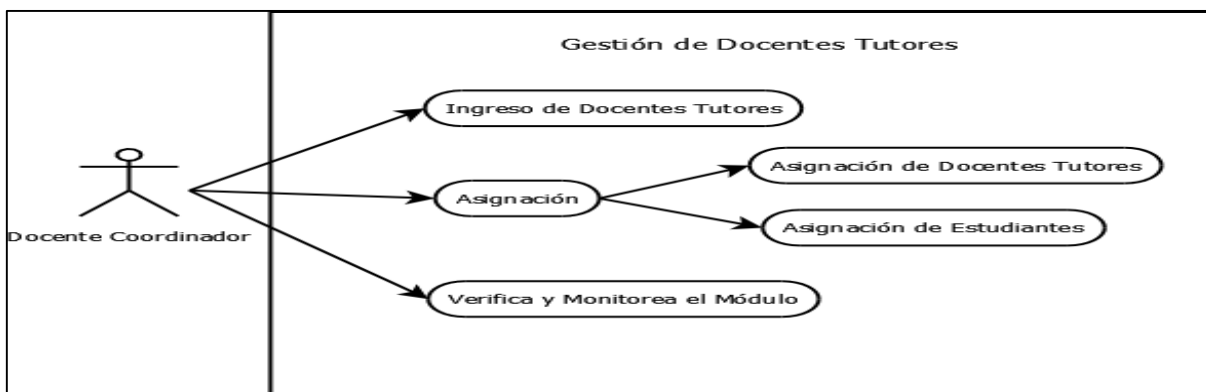 Gestión de Docentes Tutores
Ingreso de Docentes Tutores
Asignación de Docentes Tutores
Asignación
Asignación de Estudiantes
Docente Coordinador
Verifica y Monitorea el Módulo